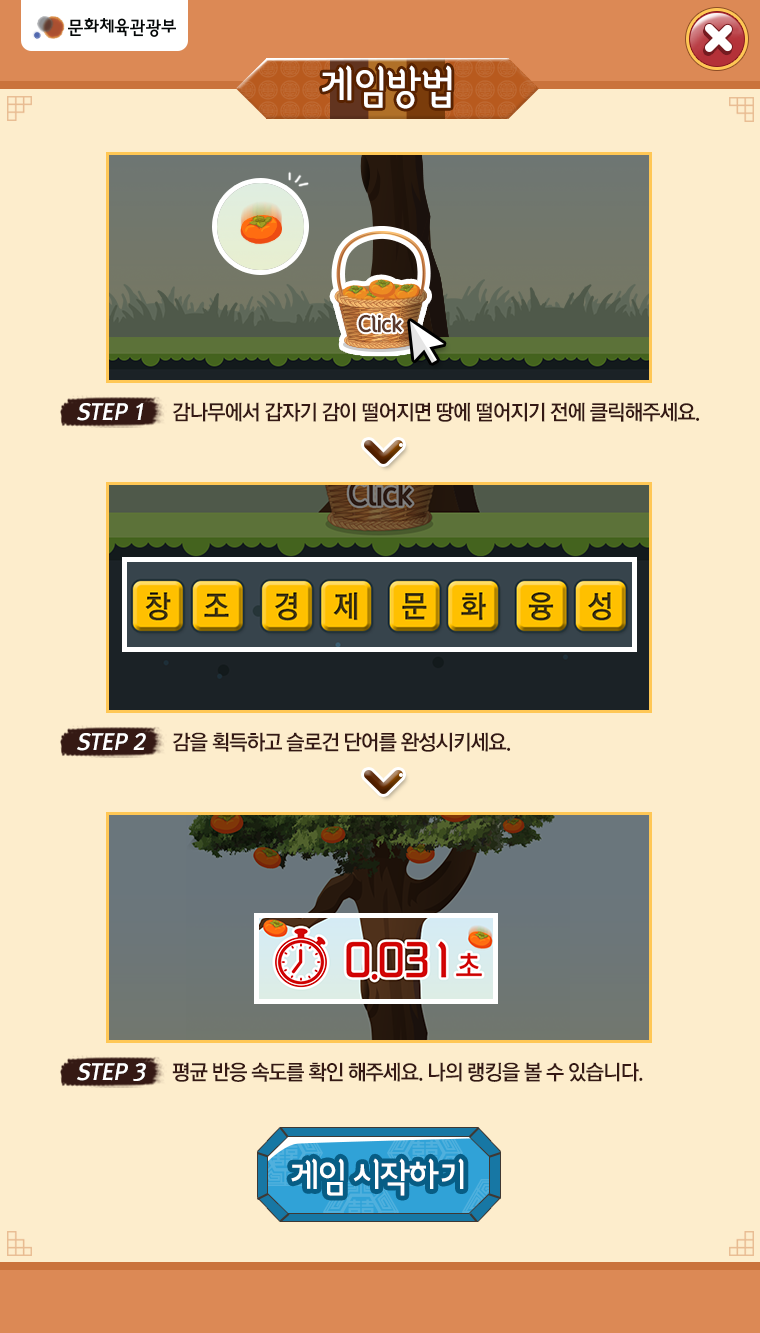 문화체육관광부
게임방법
Click
STEP 1 감나무에서 갑자기 감이 떨어지면 땅에 떨어지기 전에 클릭해주세요.
Click
창 조 경 제 문 화 융 성
STEP 2 감을 획득하고 슬로건 단어를 완성시키세요.
0.031초
STEP 3 평균 반응 속도를 확인 해주세요. 나의 랭킹을 볼 수 있습니다.
게임 시작하기